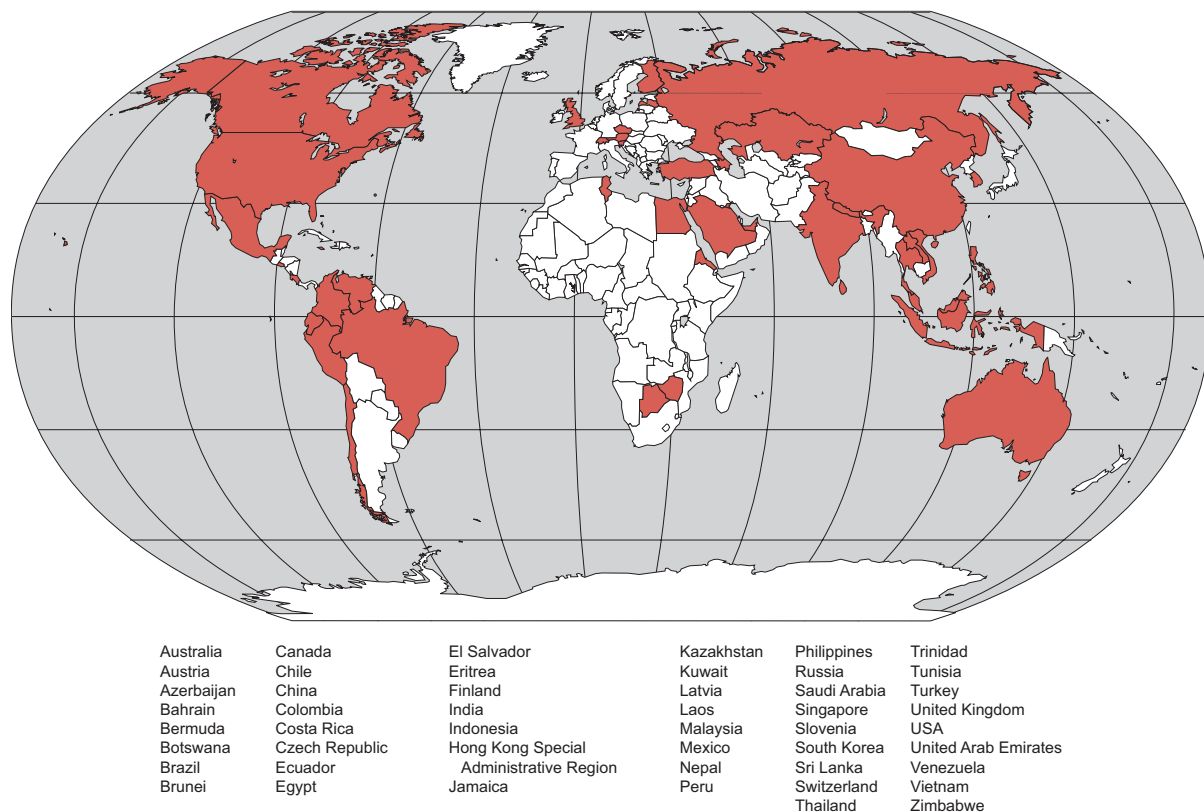 Australia
Austria
Azerbaijan
Bahrain
Bermuda
Botswana
Brazil
Brunei
Canada
Chile
China
Colombia
Costa Rica
Czech Republic
Ecuador
Egypt
El Salvador
Eritrea
Finland
India
Indonesia
Hong Kong Special
Administrative Region
Jamaica
Kazakhstan
Kuwait
Latvia
Laos
Malaysia
Mexico
Nepal
Peru
Philippines
Russia
Saudi Arabia
Singapore
Slovenia
South Korea
Sri Lanka
Switzerland
Thailand
Trinidad
Tunisia
Turkey
United Kingdom
USA
United Arab Emirates
Venezuela
Vietnam
Zimbabwe